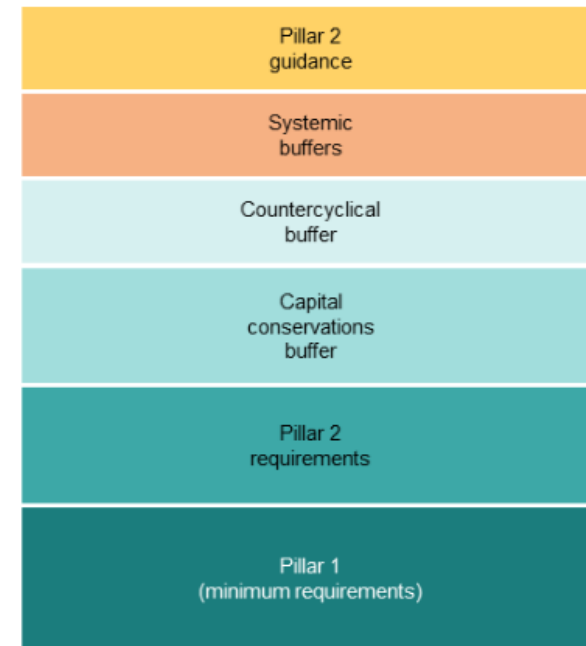 Pillar 2
guidance
Systemic
buffers
Countercyclical
buffer
Capital
conservations
buffer
Pillar 2
requirements
Pillar 1
(minimum requirements)